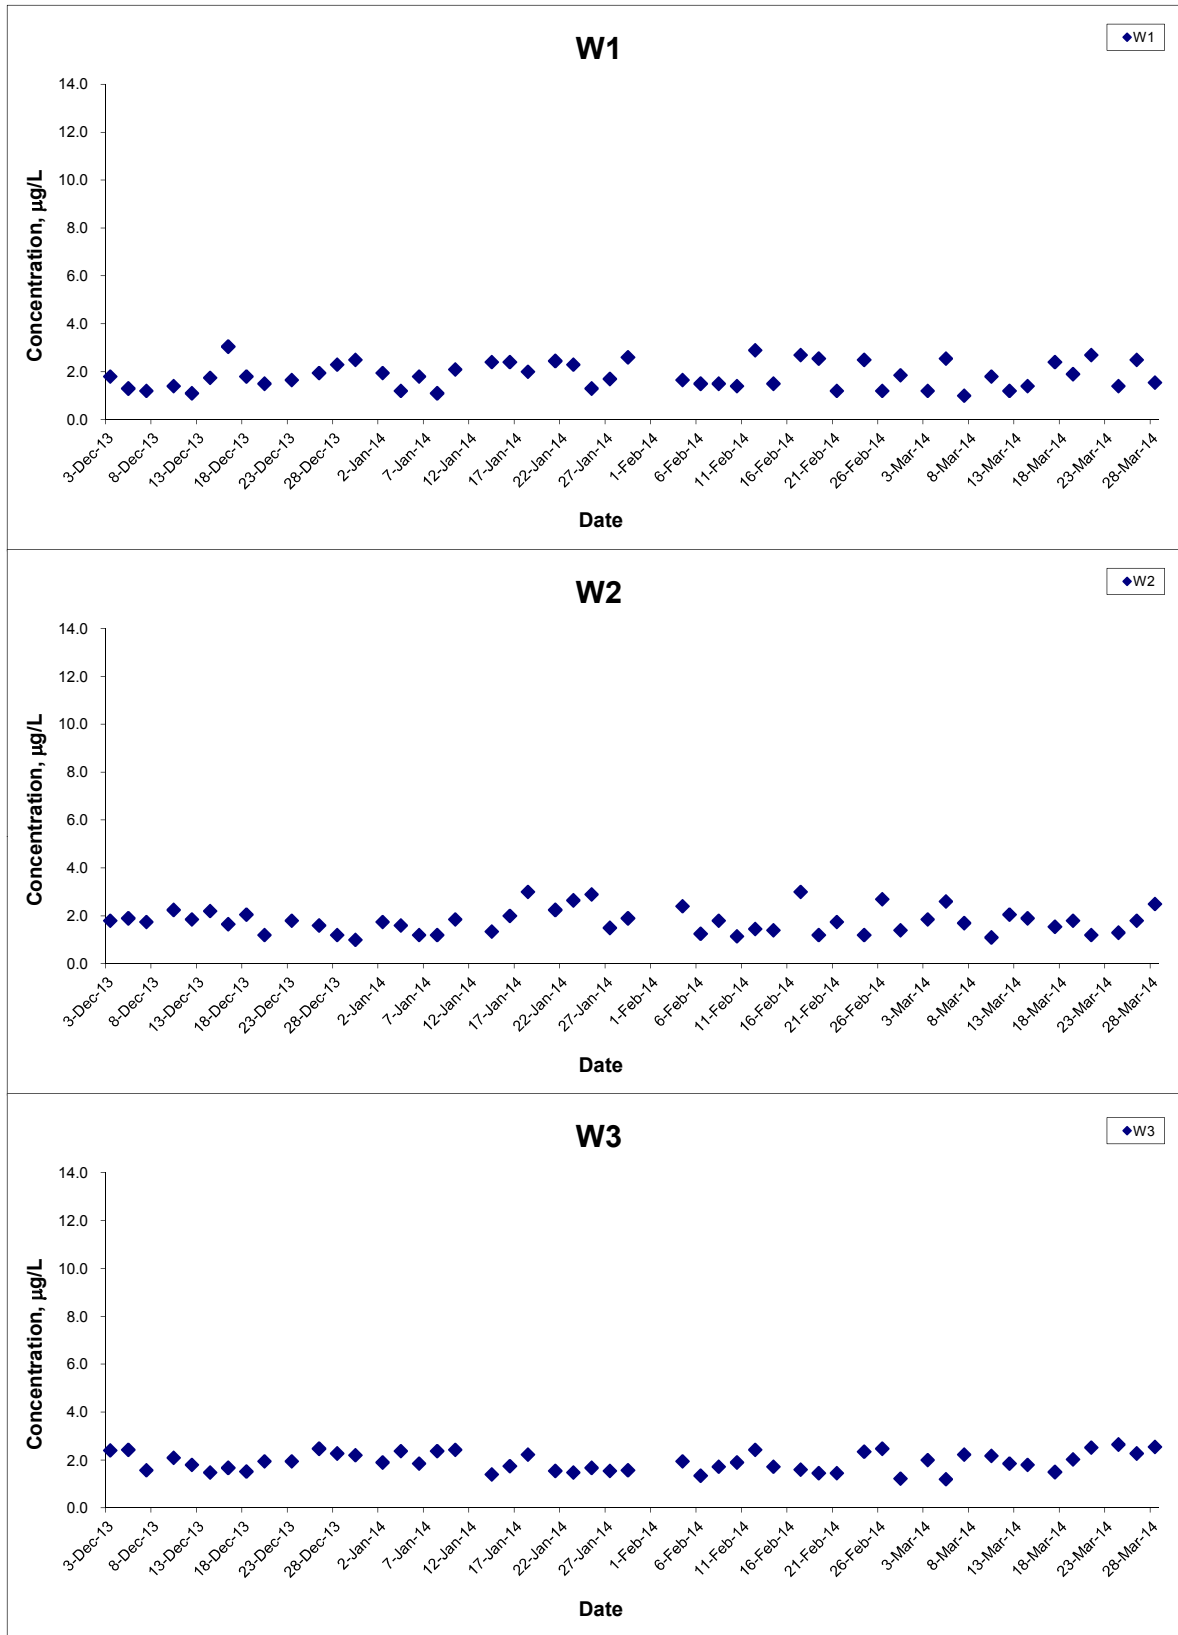 W1
W1
14.0
12.0
10.0
8.0
6.0
4.0
2.0
0.0
Concentration, µg/L
3-Dec-13 8-Dec-13 13-Dec-13 18-Dec-13 23-Dec-13 28-Dec-13 2-Jan-14 7-Jan-14 12-Jan-14 17-Jan-14 22-Jan-14 27-Jan-14 1-Feb-14 6-Feb-14 11-Feb-14 16-Feb-14 21-Feb-14 26-Feb-14 3-Mar-14 8-Mar-14 13-Mar-14 18-Mar-14 23-Mar-14 28-Mar-14
Date
W2
W2
14.0
12.0
10.0
8.0
6.0
4.0
2.0
0.0
Concentration, µg/L
3-Dec-13 8-Dec-13 13-Dec-13 18-Dec-13 23-Dec-13 28-Dec-13 2-Jan-14 7-Jan-14 12-Jan-14 17-Jan-14 22-Jan-14 27-Jan-14 1-Feb-14 6-Feb-14 11-Feb-14 16-Feb-14 21-Feb-14 26-Feb-14 3-Mar-14 8-Mar-14 13-Mar-14 18-Mar-14 23-Mar-14 28-Mar-14
Date
W3
W3
14.0
12.0
10.0
8.0
6.0
4.0
2.0
0.0
Concentration, µg/L
3-Dec-13 8-Dec-13 13-Dec-13 18-Dec-13 23-Dec-13 28-Dec-13 2-Jan-14 7-Jan-14 12-Jan-14 17-Jan-14 22-Jan-14 27-Jan-14 1-Feb-14 6-Feb-14 11-Feb-14 16-Feb-14 21-Feb-14 26-Feb-14 3-Mar-14 8-Mar-14 13-Mar-14 18-Mar-14 23-Mar-14 28-Mar-14
Date